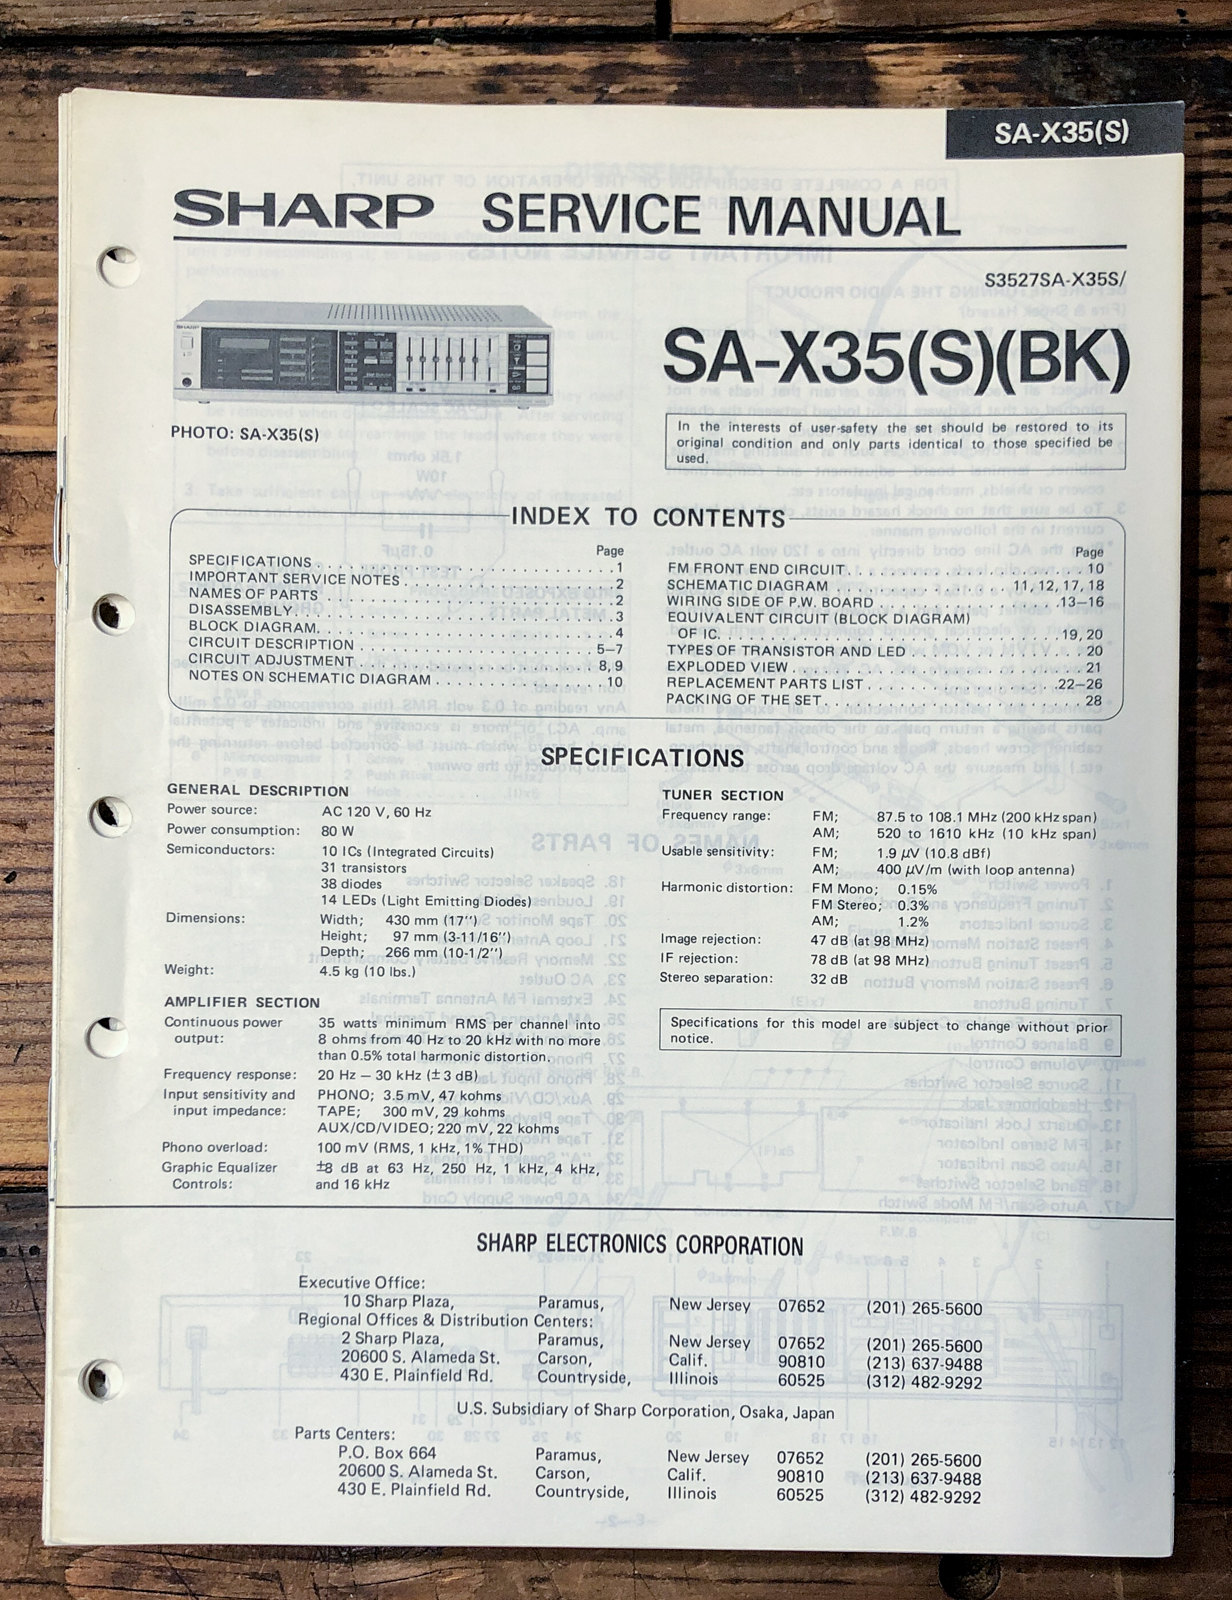 SA-X35(S)
SHARP SERVICE MANUAL
S3527SA-X35S/
SHARP
SA-X35(S)(BK)
PHOTO: SA-X35(S)
In the interests of user-safety the set should be restored to its
original condition and only parts identical to those specified be
used.
INDEX TO CONTENTS
Page
SPECIFICATIONS . . . . . . . . . . . . . . . . . . . . . . . . . 1
IMPORTANT SERVICE NOTES . . . . . . . . . . . . . . . . . 2
NAMES OF PARTS . . . . . . . . . . . . . . . . . . . . . . . . 2
DISASSEMBLY . . . . . . . . . . . . . . . . . . . . . . . . . . . 3
BLOCK DIAGRAM. . . . . . . . . . . . . . . . . . . . . . . . . 4
CIRCUIT DESCRIPTION . . . . . . . . . . . . . . . . . . . 5–7
CIRCUIT ADJUSTMENT . . . . . . . . . . . . . . . . . . . 8,9
NOTES ON SCHEMATIC DIAGRAM . . . . . . . . . . . . . 10
Page
FM FRONT END CIRCUIT. . . . . . . . . . . . . . . . . . . . 10
SCHEMATIC DIAGRAM . . . . . . . . . . . . . . 11, 12, 17, 18
WIRING SIDE OF P.W. BOARD . . . . . . . . . . . . . . 13–16
EQUIVALENT CIRCUIT (BLOCK DIAGRAM)
OF IC. . . . . . . . . . . . . . . . . . . . . . . . . . . . . . 19, 20
TYPES OF TRANSISTOR AND LED . . . . . . . . . . . . . . 20
EXPLODED VIEW . . . . . . . . . . . . . . . . . . . . . . . . . 21
REPLACEMENT PARTS LIST . . . . . . . . . . . . . . . 22–26
PACKING OF THE SET . . . . . . . . . . . . . . . . . . . . . . 28
SPECIFICATIONS
GENERAL DESCRIPTION
Power source: AC 120 V, 60 Hz
Power consumption: 80 W
Semiconductors: 10 ICs (Integrated Circuits)
31 transistors
38 diodes
14 LEDs (Light Emitting Diodes)
Dimensions: Width; 430 mm (17")
Height; 97 mm (3-11/16")
Depth; 266 mm (10-1/2")
Weight: 4.5 kg (10 lbs.)
AMPLIFIER SECTION
Continuous power 35 watts minimum RMS per channel into
output: 8 ohms from 40 Hz to 20 kHz with no more
than 0.5% total harmonic distortion.
Frequency response: 20 Hz – 30 kHz (±3 dB)
Input sensitivity and PHONO; 3.5 mV, 47 kohms
input impedance: TAPE; 300 mV, 29 kohms
AUX/CD/VIDEO; 220 mV, 22 kohms
Phono overload: 100 mV (RMS, 1 kHz, 1% THD)
Graphic Equalizer ±8 dB at 63 Hz, 250 Hz, 1 kHz, 4 kHz,
Controls: and 16 kHz
TUNER SECTION
Frequency range: FM; 87.5 to 108.1 MHz (200 kHz span)
AM; 520 to 1610 kHz (10 kHz span)
Usable sensitivity: FM; 1.9 µV (10.8 dBf)
AM; 400 µV/m (with loop antenna)
Harmonic distortion: FM Mono; 0.15%
FM Stereo; 0.3%
AM; 1.2%
Image rejection: 47 dB (at 98 MHz)
IF rejection: 78 dB (at 98 MHz)
Stereo separation: 32 dB
Specifications for this model are subject to change without prior
notice.
SHARP ELECTRONICS CORPORATION
Executive Office:
10 Sharp Plaza, Paramus, New Jersey 07652 (201) 265-5600
Regional Offices & Distribution Centers:
2 Sharp Plaza, Paramus, New Jersey 07652 (201) 265-5600
20600 S. Alameda St. Carson, Calif. 90810 (213) 637-9488
430 E. Plainfield Rd. Countryside, Illinois 60525 (312) 482-9292
U.S. Subsidiary of Sharp Corporation, Osaka, Japan
Parts Centers:
P.O. Box 664 Paramus, New Jersey 07652 (201) 265-5600
20600 S. Alameda St. Carson, Calif. 90810 (213) 637-9488
430 E. Plainfield Rd. Countryside, Illinois 60525 (312) 482-9292